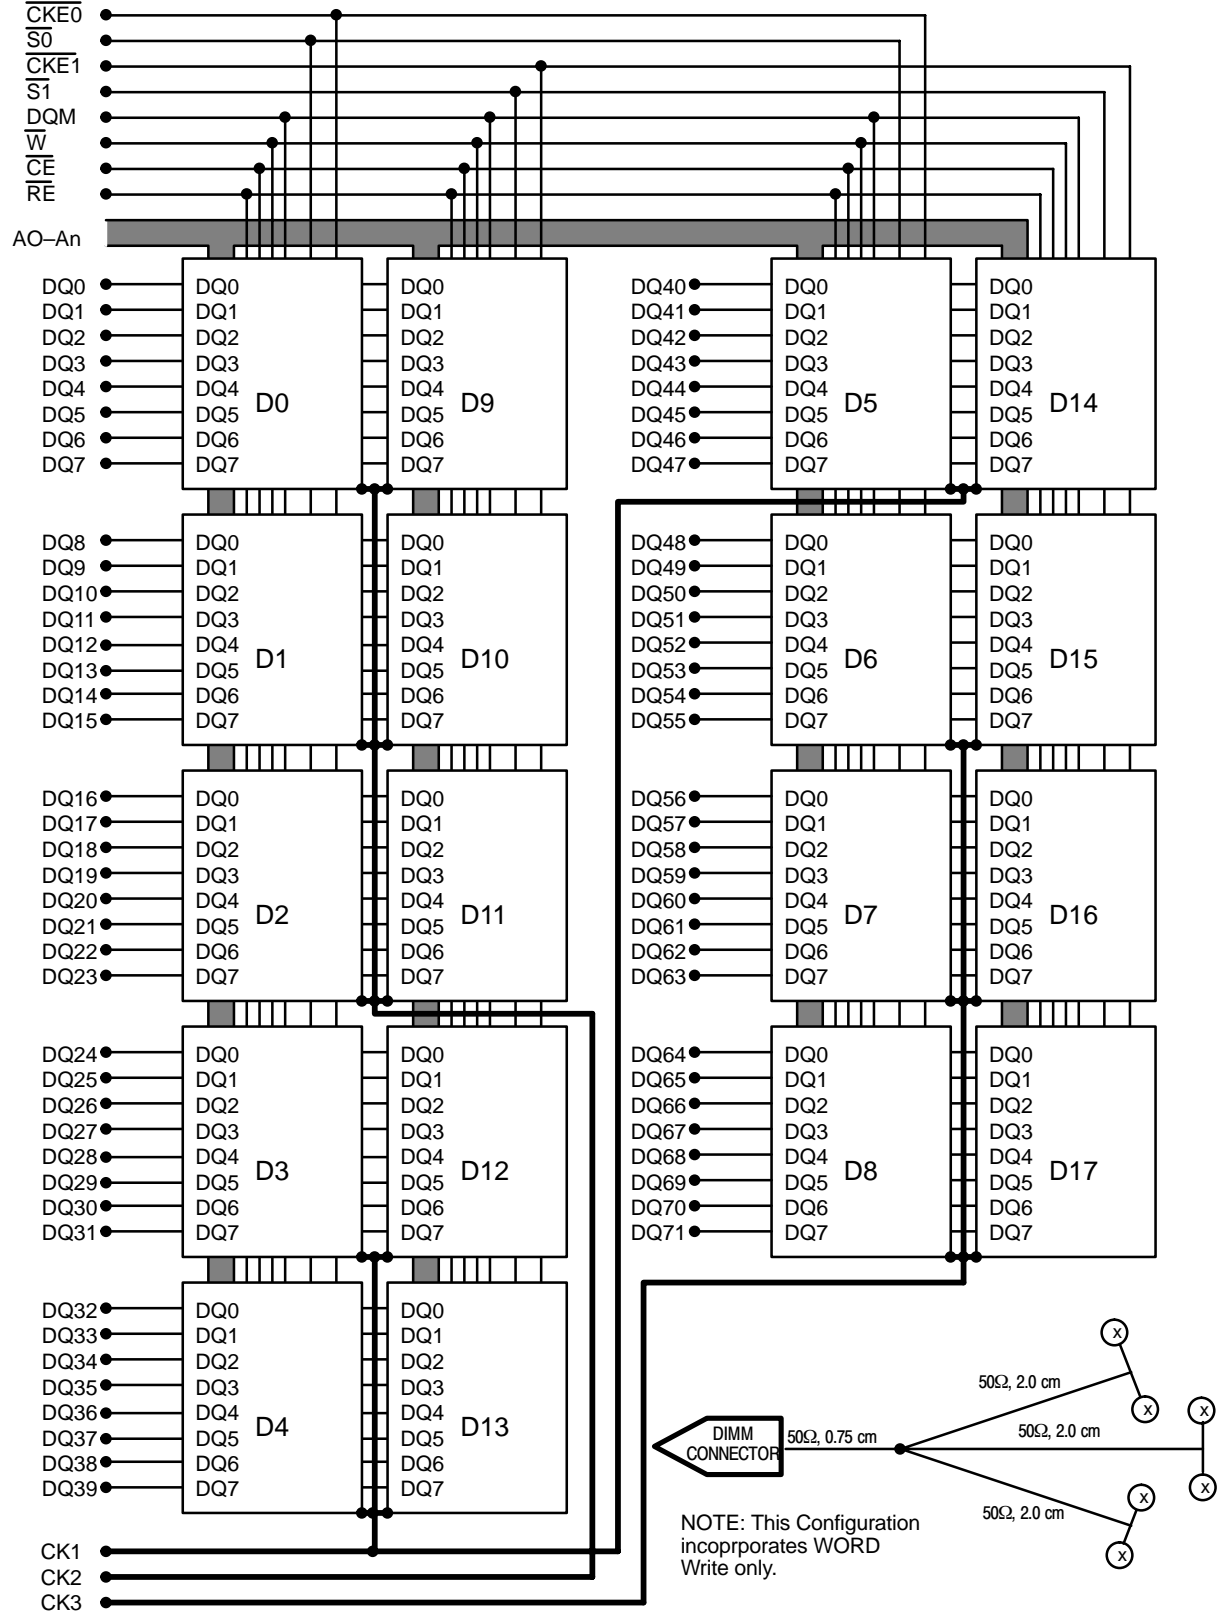 CKE0
S0
CKE1
S1
DQM
W
CE
RE
AO–An
DQ0 DQ0 DQ0 DQ40 DQ0 DQ0
DQ1 DQ1 DQ1 DQ41 DQ1 DQ1
DQ2 DQ2 DQ2 DQ42 DQ2 DQ2
DQ3 DQ3 DQ3 DQ43 DQ3 DQ3
DQ4 DQ4 DQ4 DQ44 DQ4 DQ4
D0 D9 D5 D14
DQ5 DQ5 DQ5 DQ45 DQ5 DQ5
DQ6 DQ6 DQ6 DQ46 DQ6 DQ6
DQ7 DQ7 DQ7 DQ47 DQ7 DQ7
DQ8 DQ0 DQ0 DQ48 DQ0 DQ0
DQ9 DQ1 DQ1 DQ49 DQ1 DQ1
DQ10 DQ2 DQ2 DQ50 DQ2 DQ2
DQ11 DQ3 DQ3 DQ51 DQ3 DQ3
DQ12 DQ4 DQ4 DQ52 DQ4 DQ4
D1 D10 D6 D15
DQ13 DQ5 DQ5 DQ53 DQ5 DQ5
DQ14 DQ6 DQ6 DQ54 DQ6 DQ6
DQ15 DQ7 DQ7 DQ55 DQ7 DQ7
DQ16 DQ0 DQ0 DQ56 DQ0 DQ0
DQ17 DQ1 DQ1 DQ57 DQ1 DQ1
DQ18 DQ2 DQ2 DQ58 DQ2 DQ2
DQ19 DQ3 DQ3 DQ59 DQ3 DQ3
DQ20 DQ4 DQ4 DQ60 DQ4 DQ4
D2 D11 D7 D16
DQ21 DQ5 DQ5 DQ61 DQ5 DQ5
DQ22 DQ6 DQ6 DQ62 DQ6 DQ6
DQ23 DQ7 DQ7 DQ63 DQ7 DQ7
DQ24 DQ0 DQ0 DQ64 DQ0 DQ0
DQ25 DQ1 DQ1 DQ65 DQ1 DQ1
DQ26 DQ2 DQ2 DQ66 DQ2 DQ2
DQ27 DQ3 DQ3 DQ67 DQ3 DQ3
DQ28 DQ4 DQ4 DQ68 DQ4 DQ4
D3 D12 D8 D17
DQ29 DQ5 DQ5 DQ69 DQ5 DQ5
DQ30 DQ6 DQ6 DQ70 DQ6 DQ6
DQ31 DQ7 DQ7 DQ71 DQ7 DQ7
DQ32 DQ0 DQ0
DQ33 DQ1 DQ1
DQ34 DQ2 DQ2
DQ35 DQ3 DQ3
DQ36 DQ4 DQ4
D4 D13
DQ37 DQ5 DQ5
DQ38 DQ6 DQ6
DQ39 DQ7 DQ7
x
50Ω, 2.0 cm
x x
DIMM
CONNECTOR
50Ω, 0.75 cm
50Ω, 2.0 cm
x
x
50Ω, 2.0 cm
x
NOTE: This Configuration
incoprporates WORD
Write only.
CK1
CK2
CK3